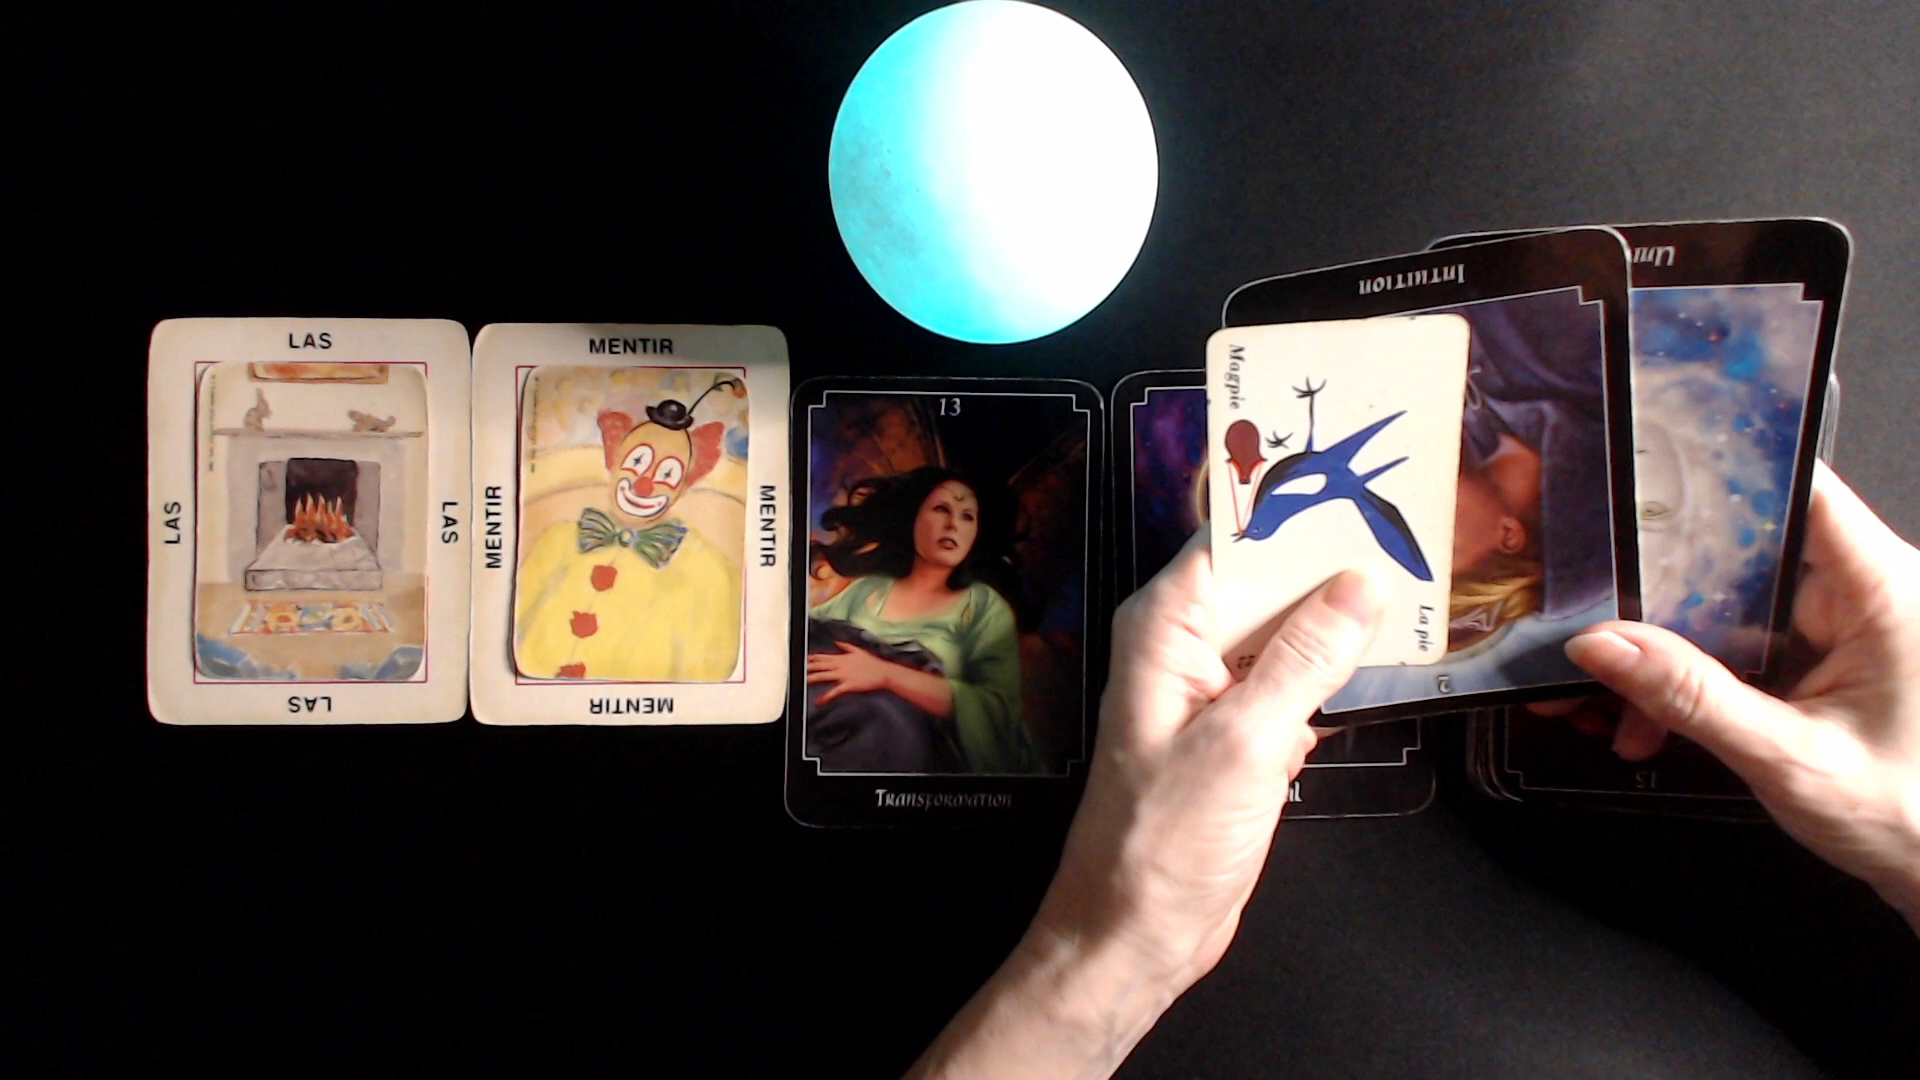 LAS
LAS
LAS
LAS
MENTIR
MENTIR
MENTIR
MENTIR
13
Transformation
Magpie
La pie
Intuition
2
15